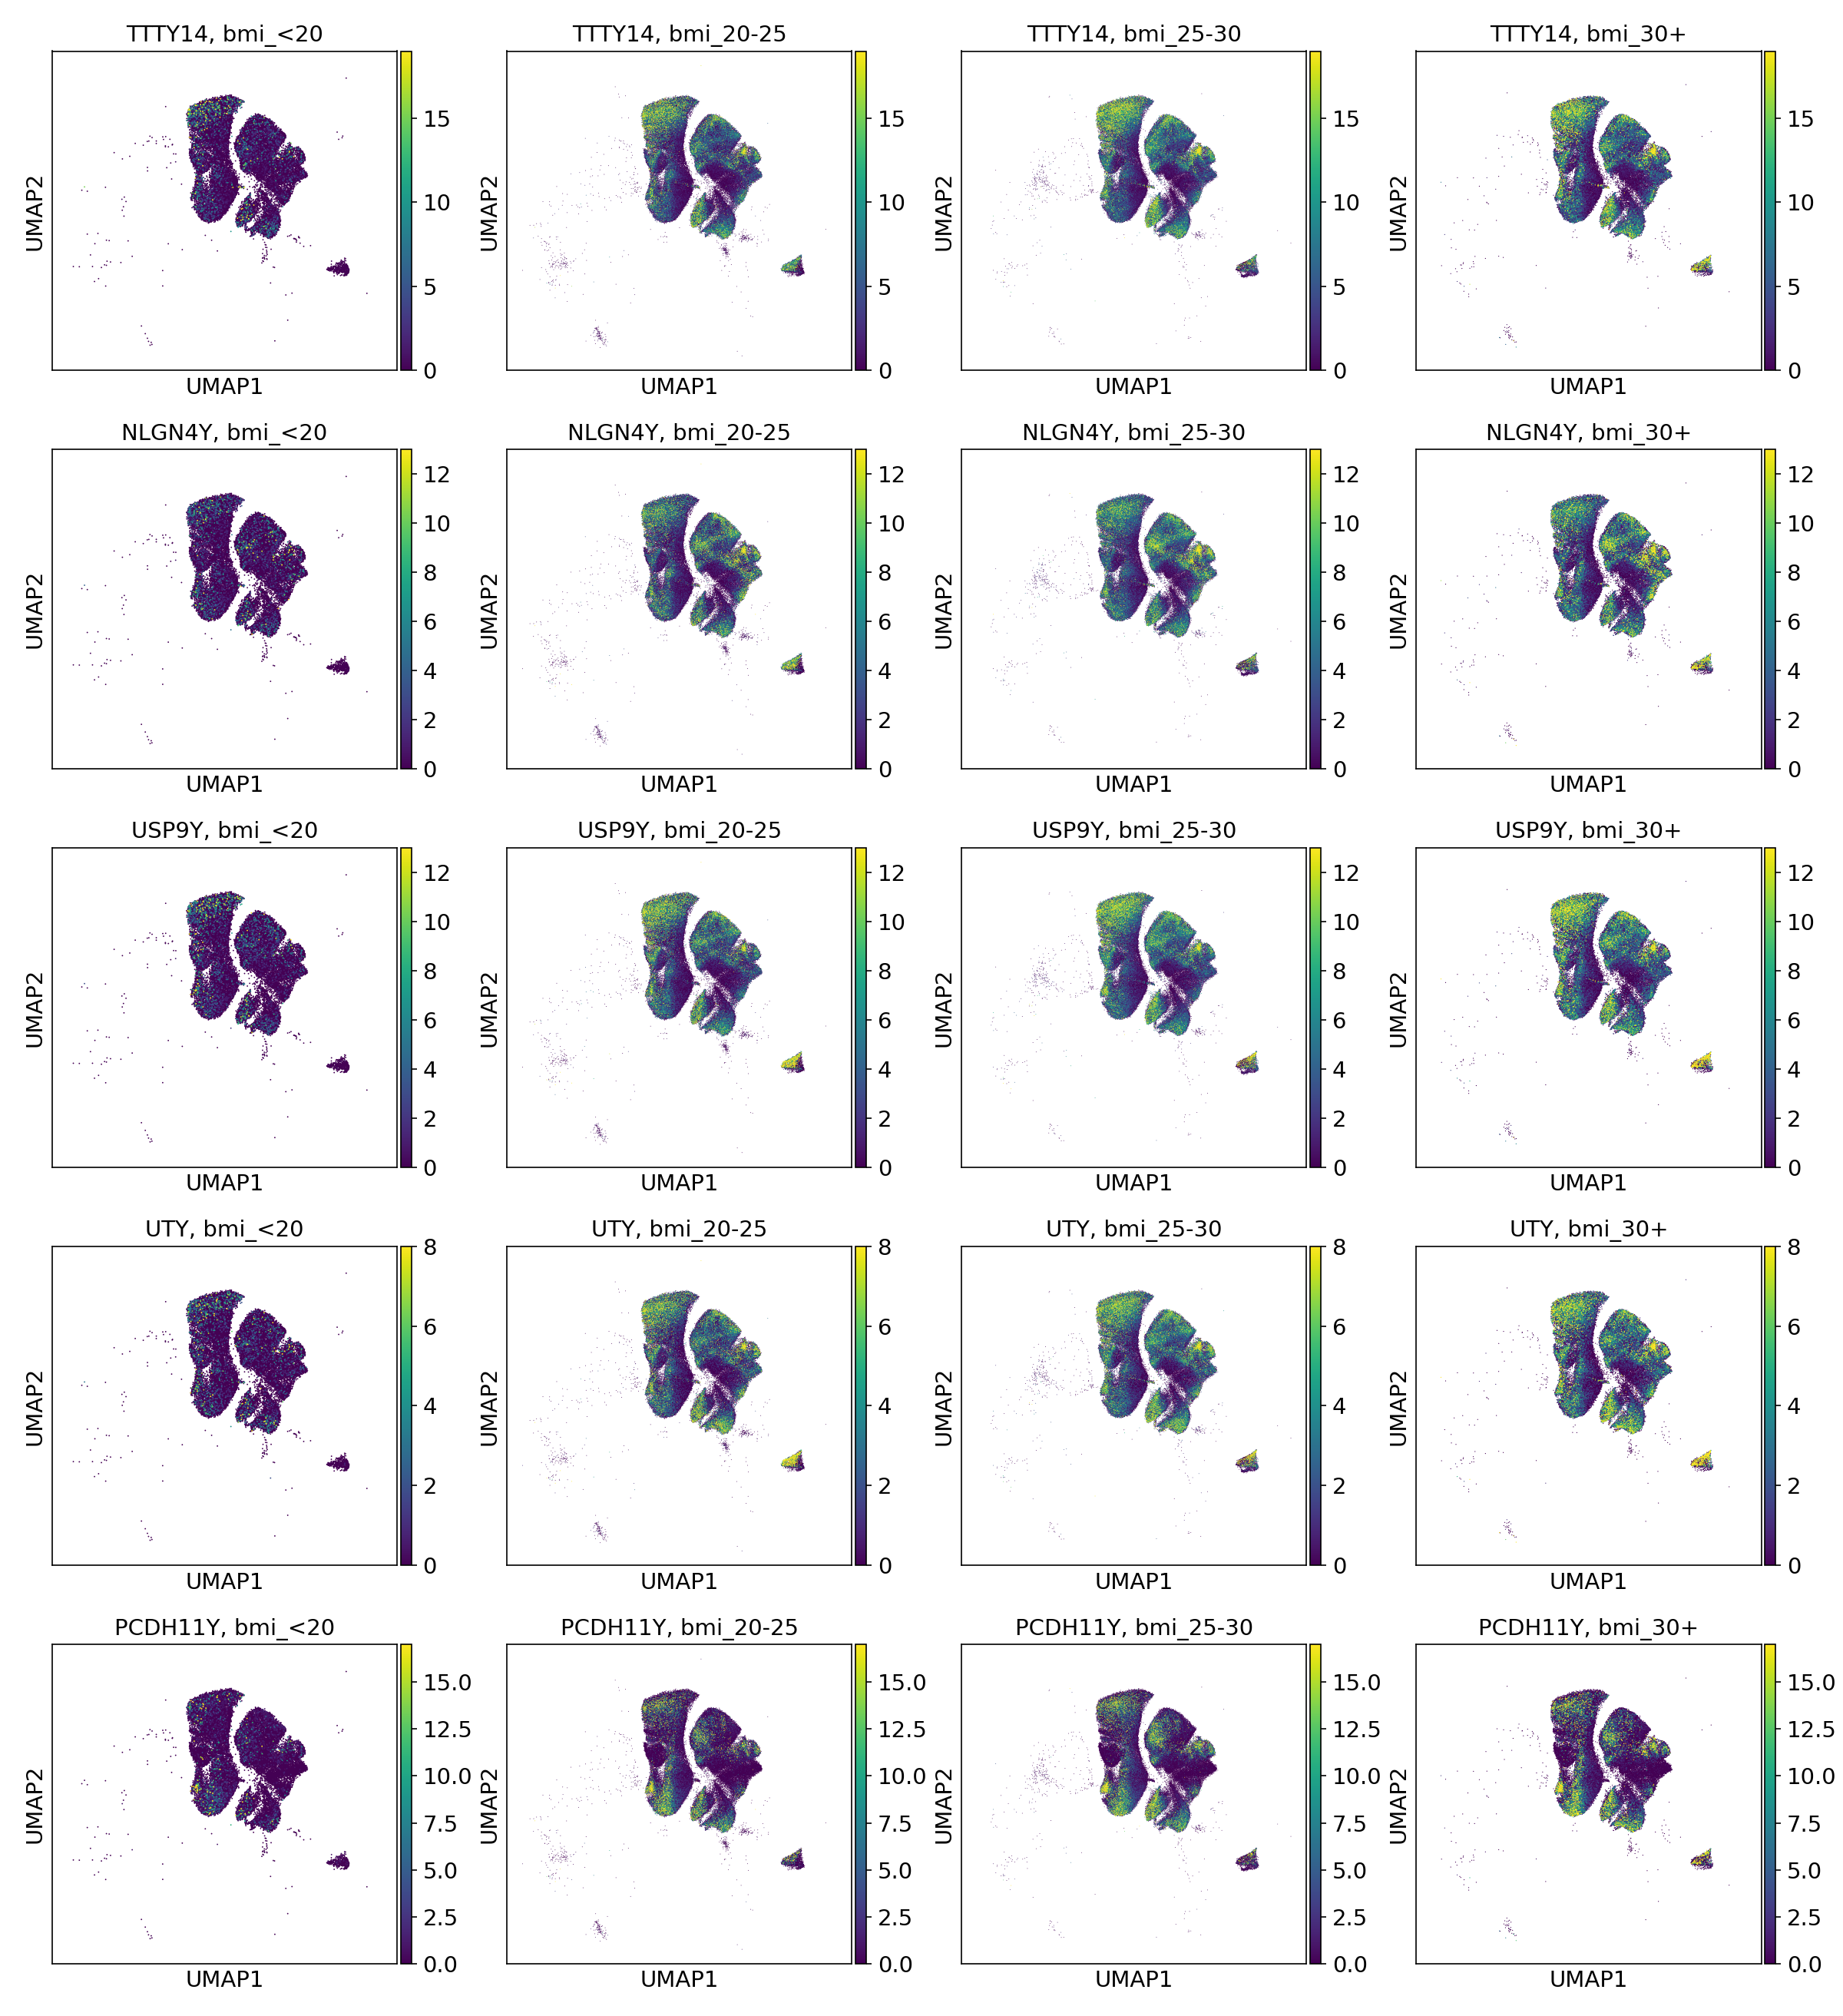 TTTY14, bmi_<20
TTTY14, bmi_20-25
TTTY14, bmi_25-30
TTTY14, bmi_30+
UMAP2
15
10
5
0
UMAP1
UMAP2
15
10
5
0
UMAP1
UMAP2
15
10
5
0
UMAP1
UMAP2
15
10
5
0
UMAP1
NLGN4Y, bmi_<20
NLGN4Y, bmi_20-25
NLGN4Y, bmi_25-30
NLGN4Y, bmi_30+
UMAP2
12
10
8
6
4
2
0
UMAP1
UMAP2
12
10
8
6
4
2
0
UMAP1
UMAP2
12
10
8
6
4
2
0
UMAP1
UMAP2
12
10
8
6
4
2
0
UMAP1
USP9Y, bmi_<20
USP9Y, bmi_20-25
USP9Y, bmi_25-30
USP9Y, bmi_30+
UMAP2
12
10
8
6
4
2
0
UMAP1
UMAP2
12
10
8
6
4
2
0
UMAP1
UMAP2
12
10
8
6
4
2
0
UMAP1
UMAP2
12
10
8
6
4
2
0
UMAP1
UTY, bmi_<20
UTY, bmi_20-25
UTY, bmi_25-30
UTY, bmi_30+
UMAP2
8
6
4
2
0
UMAP1
UMAP2
8
6
4
2
0
UMAP1
UMAP2
8
6
4
2
0
UMAP1
UMAP2
8
6
4
2
0
UMAP1
PCDH11Y, bmi_<20
PCDH11Y, bmi_20-25
PCDH11Y, bmi_25-30
PCDH11Y, bmi_30+
UMAP2
15.0
12.5
10.0
7.5
5.0
2.5
0.0
UMAP1
UMAP2
15.0
12.5
10.0
7.5
5.0
2.5
0.0
UMAP1
UMAP2
15.0
12.5
10.0
7.5
5.0
2.5
0.0
UMAP1
UMAP2
15.0
12.5
10.0
7.5
5.0
2.5
0.0
UMAP1